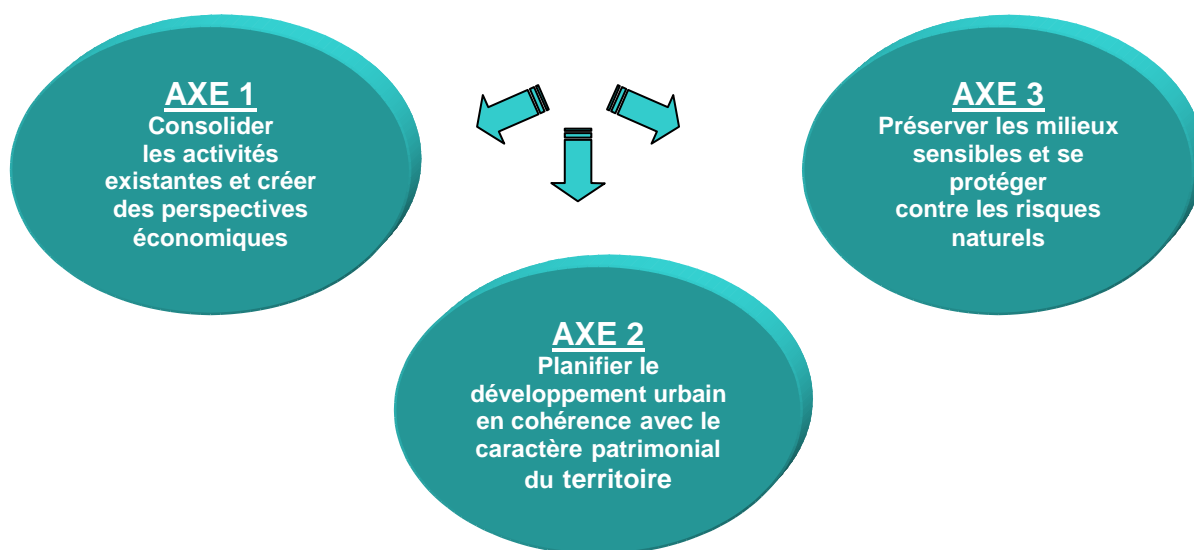 AXE 1
Consolider
les activités
existantes et créer
des perspectives
économiques
AXE 2
Planifier le
développement urbain
en cohérence avec le
caractère patrimonial
du territoire
AXE 3
Préserver les milieux
sensibles et se
protéger
contre les risques
naturels